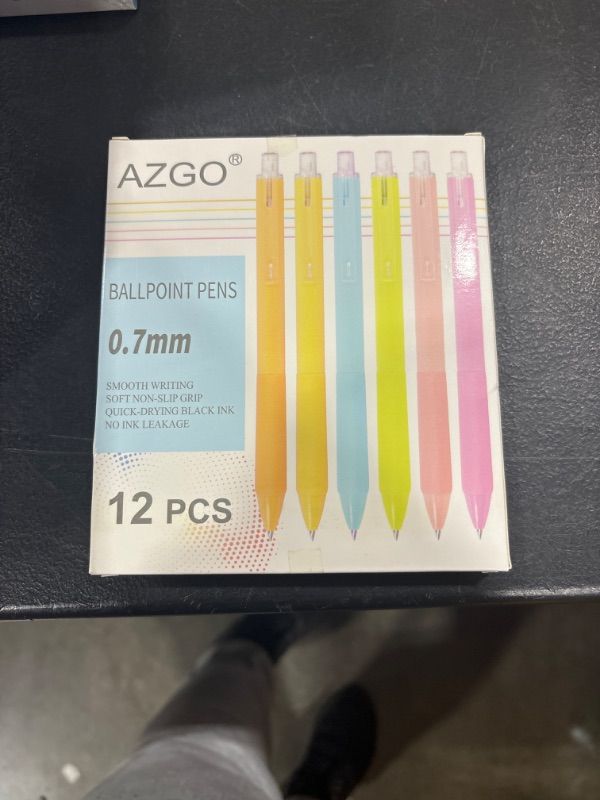 AZGO®
BALLPOINT PENS
0.7mm
SMOOTH WRITING
SOFT NON-SLIP GRIP
QUICK-DRYING BLACK INK
NO INK LEAKAGE
12 PCS